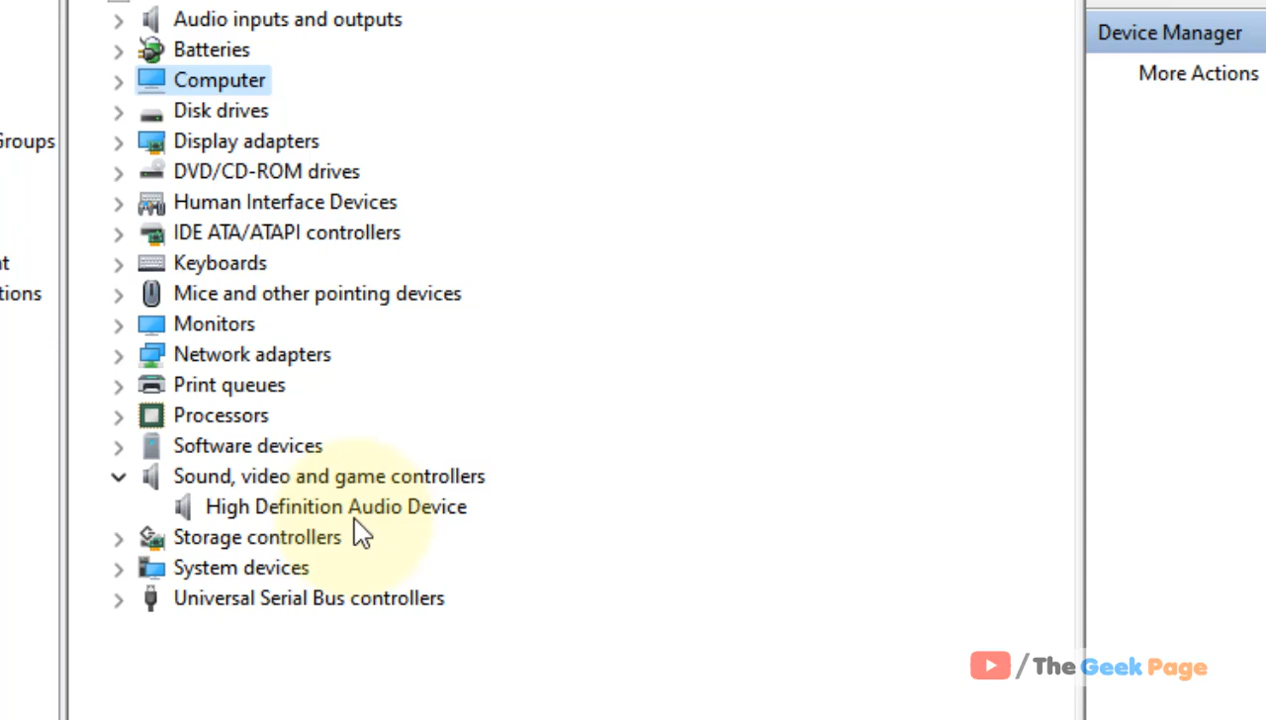 Audio inputs and outputs
Batteries
Computer
Disk drives
Display adapters
DVD/CD-ROM drives
Human Interface Devices
IDE ATA/ATAPI controllers
Keyboards
Mice and other pointing devices
Monitors
Network adapters
Print queues
Processors
Software devices
Sound, video and game controllers
High Definition Audio Device
Storage controllers
System devices
Universal Serial Bus controllers
Groups
nt
tions
Device Manager
More Actions
/The Geek Page